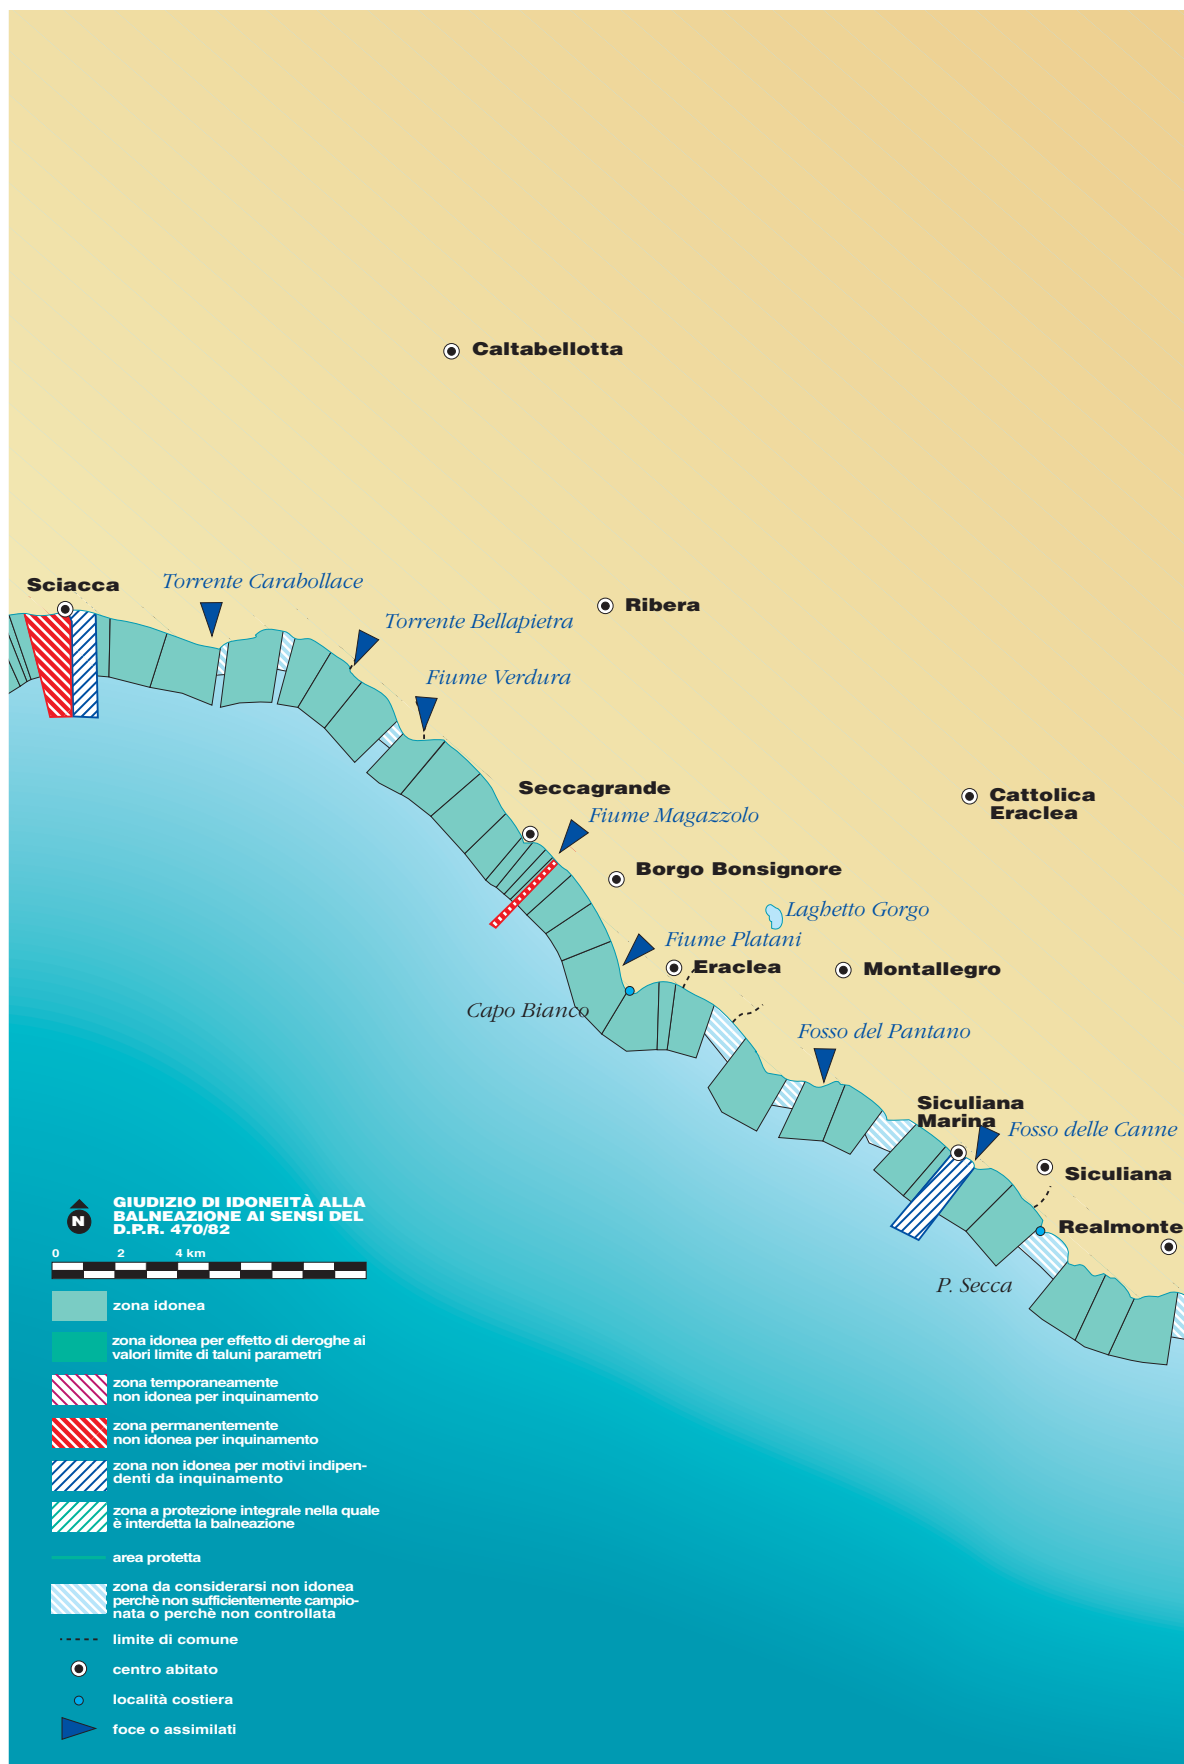 Caltabellotta
Sciacca
Torrente Carabollace
Ribera
Torrente Bellapietra
Fiume Verdura
Seccagrande
Cattolica
Eraclea
Fiume Magazzolo
Borgo Bonsignore
Laghetto Gorgo
Fiume Platani
Eraclea
Montallegro
Capo Bianco
Fosso del Pantano
Siculiana
Marina
Fosso delle Canne
Siculiana
Realmonte
P. Secca
N
GIUDIZIO DI IDONEITÀ ALLA
BALNEAZIONE AI SENSI DEL
D.P.R. 470/82
0 2 4 km
zona idonea
zona idonea per effetto di deroghe ai
valori limite di taluni parametri
zona temporaneamente
non idonea per inquinamento
zona permanentemente
non idonea per inquinamento
zona non idonea per motivi indipen-
denti da inquinamento
zona a protezione integrale nella quale
è interdetta la balneazione
area protetta
zona da considerarsi non idonea
perchè non sufficientemente campio-
nata o perchè non controllata
limite di comune
centro abitato
località costiera
foce o assimilati